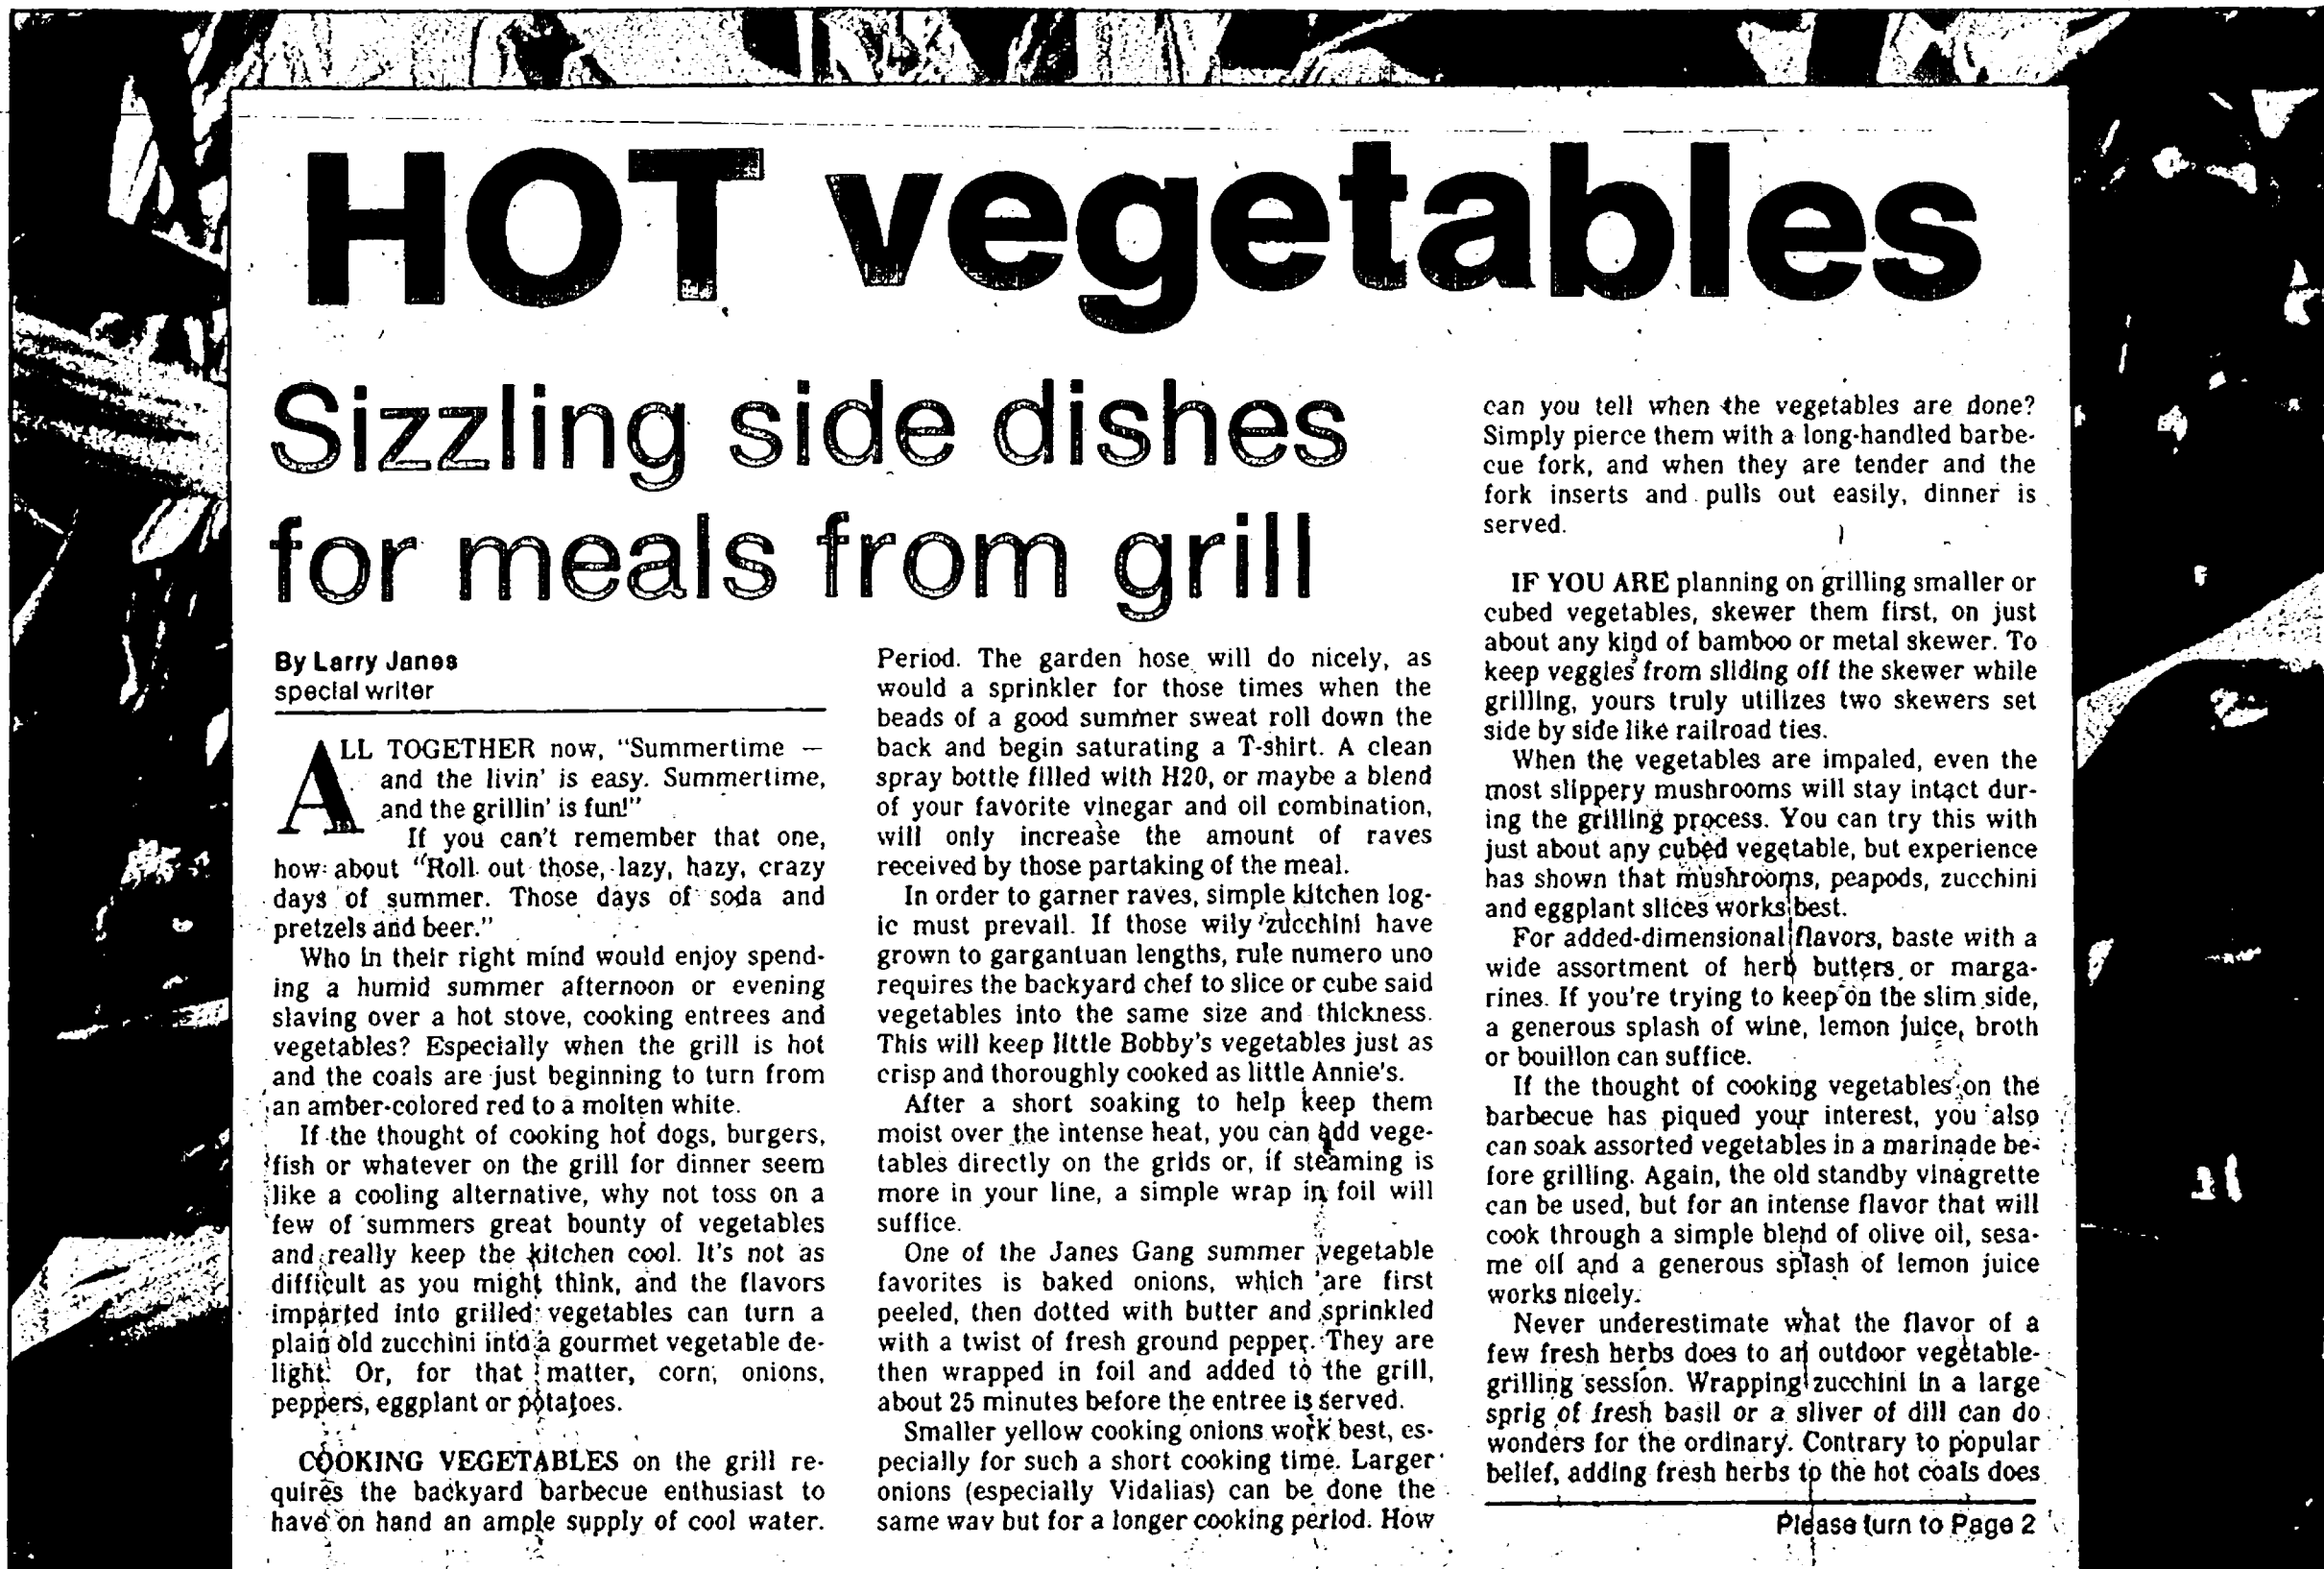 HOT vegetables
Sizzling side dishes
for meals from grill
By Larry Janes
special writer
ALL TOGETHER now, "Summertime —
and the livin' is easy. Summertime,
and the grillin' is fun!"
If you can't remember that one,
how about "Roll out those, lazy, hazy, crazy
days of summer. Those days of soda and
pretzels and beer."
Who in their right mind would enjoy spend-
ing a humid summer afternoon or evening
slaving over a hot stove, cooking entrees and
vegetables? Especially when the grill is hot
and the coals are just beginning to turn from
an amber-colored red to a molten white.
If the thought of cooking hot dogs, burgers,
fish or whatever on the grill for dinner seem
like a cooling alternative, why not toss on a
few of summers great bounty of vegetables
and really keep the kitchen cool. It's not as
difficult as you might think, and the flavors
imparted into grilled vegetables can turn a
plain old zucchini into a gourmet vegetable de-
light. Or, for that matter, corn, onions,
peppers, eggplant or potatoes.
COOKING VEGETABLES on the grill re-
quires the backyard barbecue enthusiast to
have on hand an ample supply of cool water.
Period. The garden hose will do nicely, as
would a sprinkler for those times when the
beads of a good summer sweat roll down the
back and begin saturating a T-shirt. A clean
spray bottle filled with H20, or maybe a blend
of your favorite vinegar and oil combination,
will only increase the amount of raves
received by those partaking of the meal.
In order to garner raves, simple kitchen log-
ic must prevail. If those wily zucchini have
grown to gargantuan lengths, rule numero uno
requires the backyard chef to slice or cube said
vegetables into the same size and thickness.
This will keep little Bobby's vegetables just as
crisp and thoroughly cooked as little Annie's.
After a short soaking to help keep them
moist over the intense heat, you can add vege-
tables directly on the grids or, if steaming is
more in your line, a simple wrap in foil will
suffice.
One of the Janes Gang summer vegetable
favorites is baked onions, which are first
peeled, then dotted with butter and sprinkled
with a twist of fresh ground pepper. They are
then wrapped in foil and added to the grill,
about 25 minutes before the entree is served.
Smaller yellow cooking onions work best, es-
pecially for such a short cooking time. Larger
onions (especially Vidalias) can be done the
same way but for a longer cooking period. How
can you tell when the vegetables are done?
Simply pierce them with a long-handled barbe-
cue fork, and when they are tender and the
fork inserts and pulls out easily, dinner is
served.
IF YOU ARE planning on grilling smaller or
cubed vegetables, skewer them first, on just
about any kind of bamboo or metal skewer. To
keep veggies from sliding off the skewer while
grilling, yours truly utilizes two skewers set
side by side like railroad ties.
When the vegetables are impaled, even the
most slippery mushrooms will stay intact dur-
ing the grilling process. You can try this with
just about any cubed vegetable, but experience
has shown that mushrooms, peapods, zucchini
and eggplant slices works best.
For added-dimensional flavors, baste with a
wide assortment of herb butters or marga-
rines. If you're trying to keep on the slim side,
a generous splash of wine, lemon juice, broth
or bouillon can suffice.
If the thought of cooking vegetables on the
barbecue has piqued your interest, you also
can soak assorted vegetables in a marinade be-
fore grilling. Again, the old standby vinagrette
can be used, but for an intense flavor that will
cook through a simple blend of olive oil, sesa-
me oil and a generous splash of lemon juice
works nicely.
Never underestimate what the flavor of a
few fresh herbs does to an outdoor vegetable-
grilling session. Wrapping zucchini in a large
sprig of fresh basil or a sliver of dill can do
wonders for the ordinary. Contrary to popular
belief, adding fresh herbs to the hot coals does
Please turn to Page 2